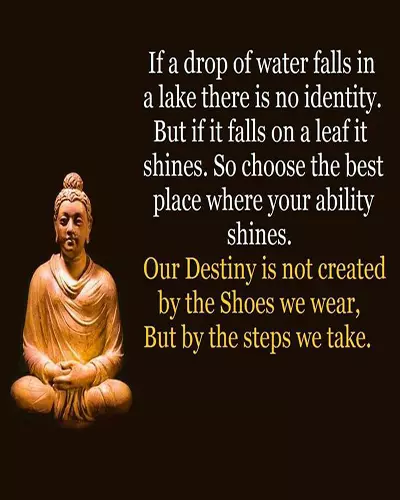 If a drop of water falls in
a lake there is no identity.
But if it falls on a leaf it
shines. So choose the best
place where your ability
shines.
Our Destiny is not created
by the Shoes we wear,
But by the steps we take.